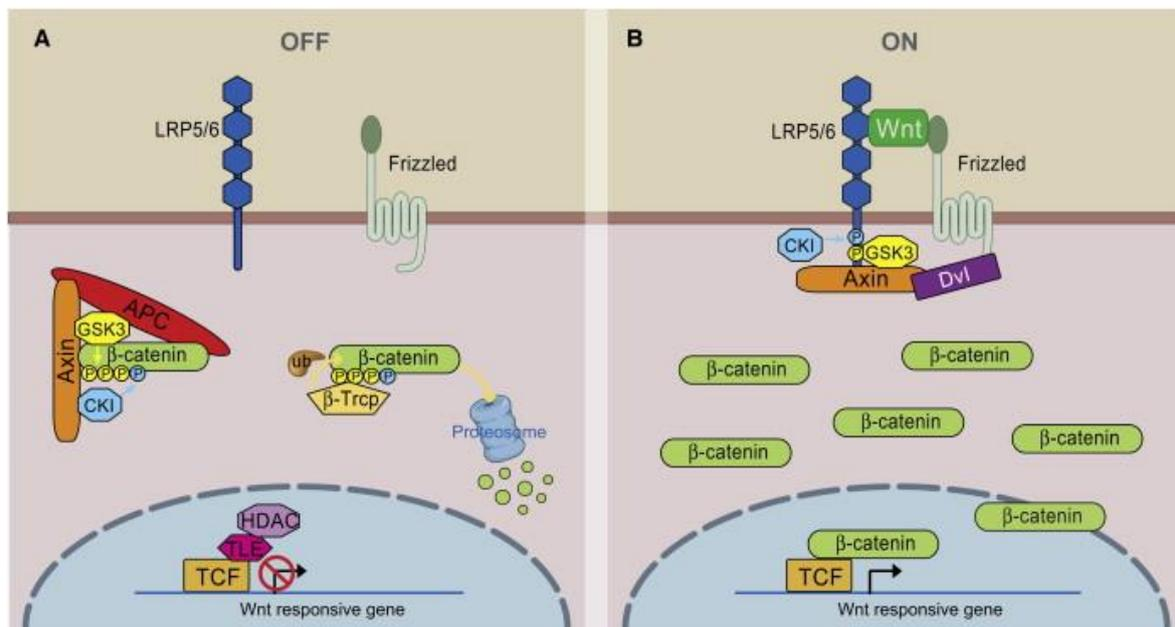 A
OFF
LRP5/6
Frizzled
APC
Axin
GSK3
β-catenin
P P P P
CKI
ub
β-catenin
P P P P
β-Trcp
Proteosome
HDAC
TLE
TCF
Wnt responsive gene
B
ON
LRP5/6
Wnt
Frizzled
CKI
P
P
GSK3
Axin
Dvl
β-catenin
β-catenin
β-catenin
β-catenin
β-catenin
β-catenin
β-catenin
TCF
Wnt responsive gene